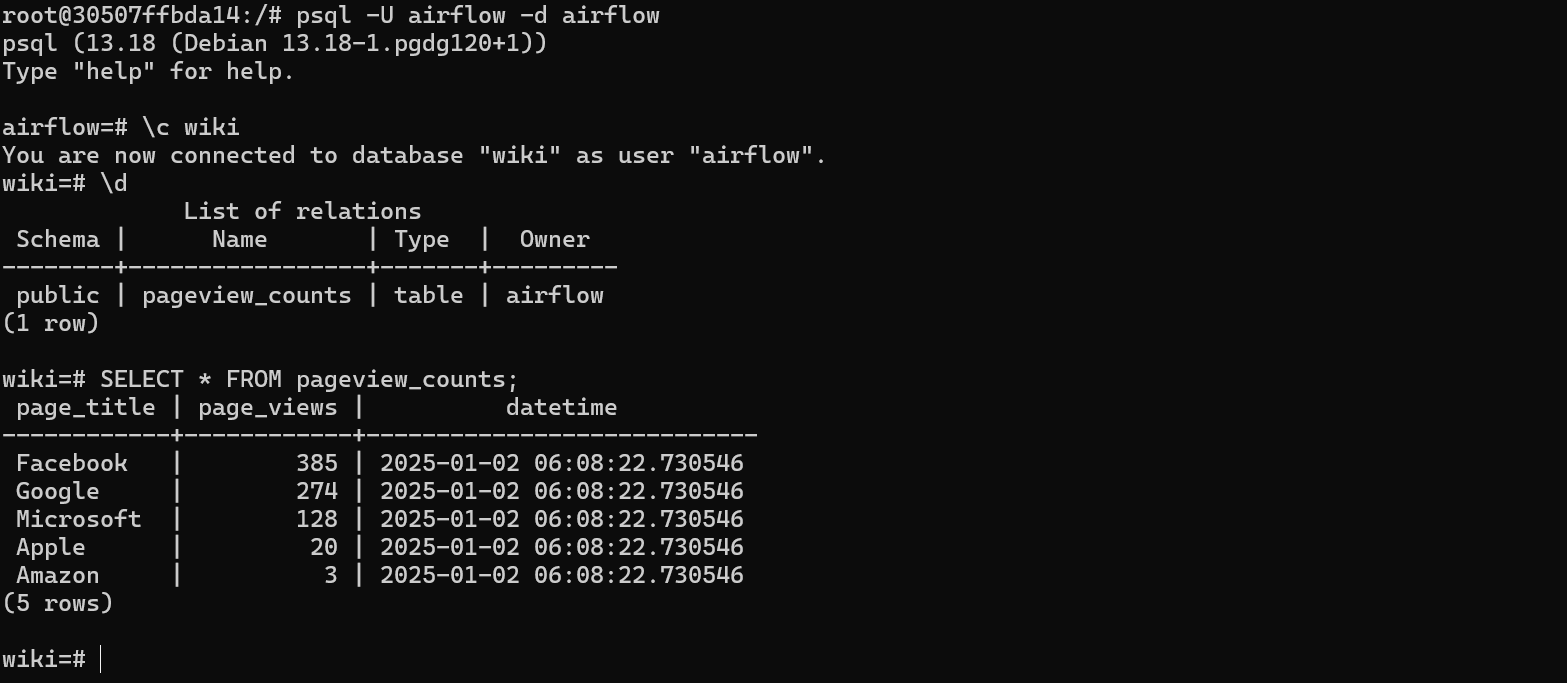 root@30507ffbda14:/# psql -U airflow -d airflow
psql (13.18 (Debian 13.18-1.pgdg120+1))
Type "help" for help.

airflow=# \c wiki
You are now connected to database "wiki" as user "airflow".
wiki=# \d
             List of relations
 Schema |      Name       | Type  |  Owner
--------+-----------------+-------+---------
 public | pageview_counts | table | airflow
(1 row)

wiki=# SELECT * FROM pageview_counts;
 page_title | page_views |          datetime
------------+------------+----------------------------
 Facebook   |        385 | 2025-01-02 06:08:22.730546
 Google     |        274 | 2025-01-02 06:08:22.730546
 Microsoft  |        128 | 2025-01-02 06:08:22.730546
 Apple      |         20 | 2025-01-02 06:08:22.730546
 Amazon     |          3 | 2025-01-02 06:08:22.730546
(5 rows)

wiki=#